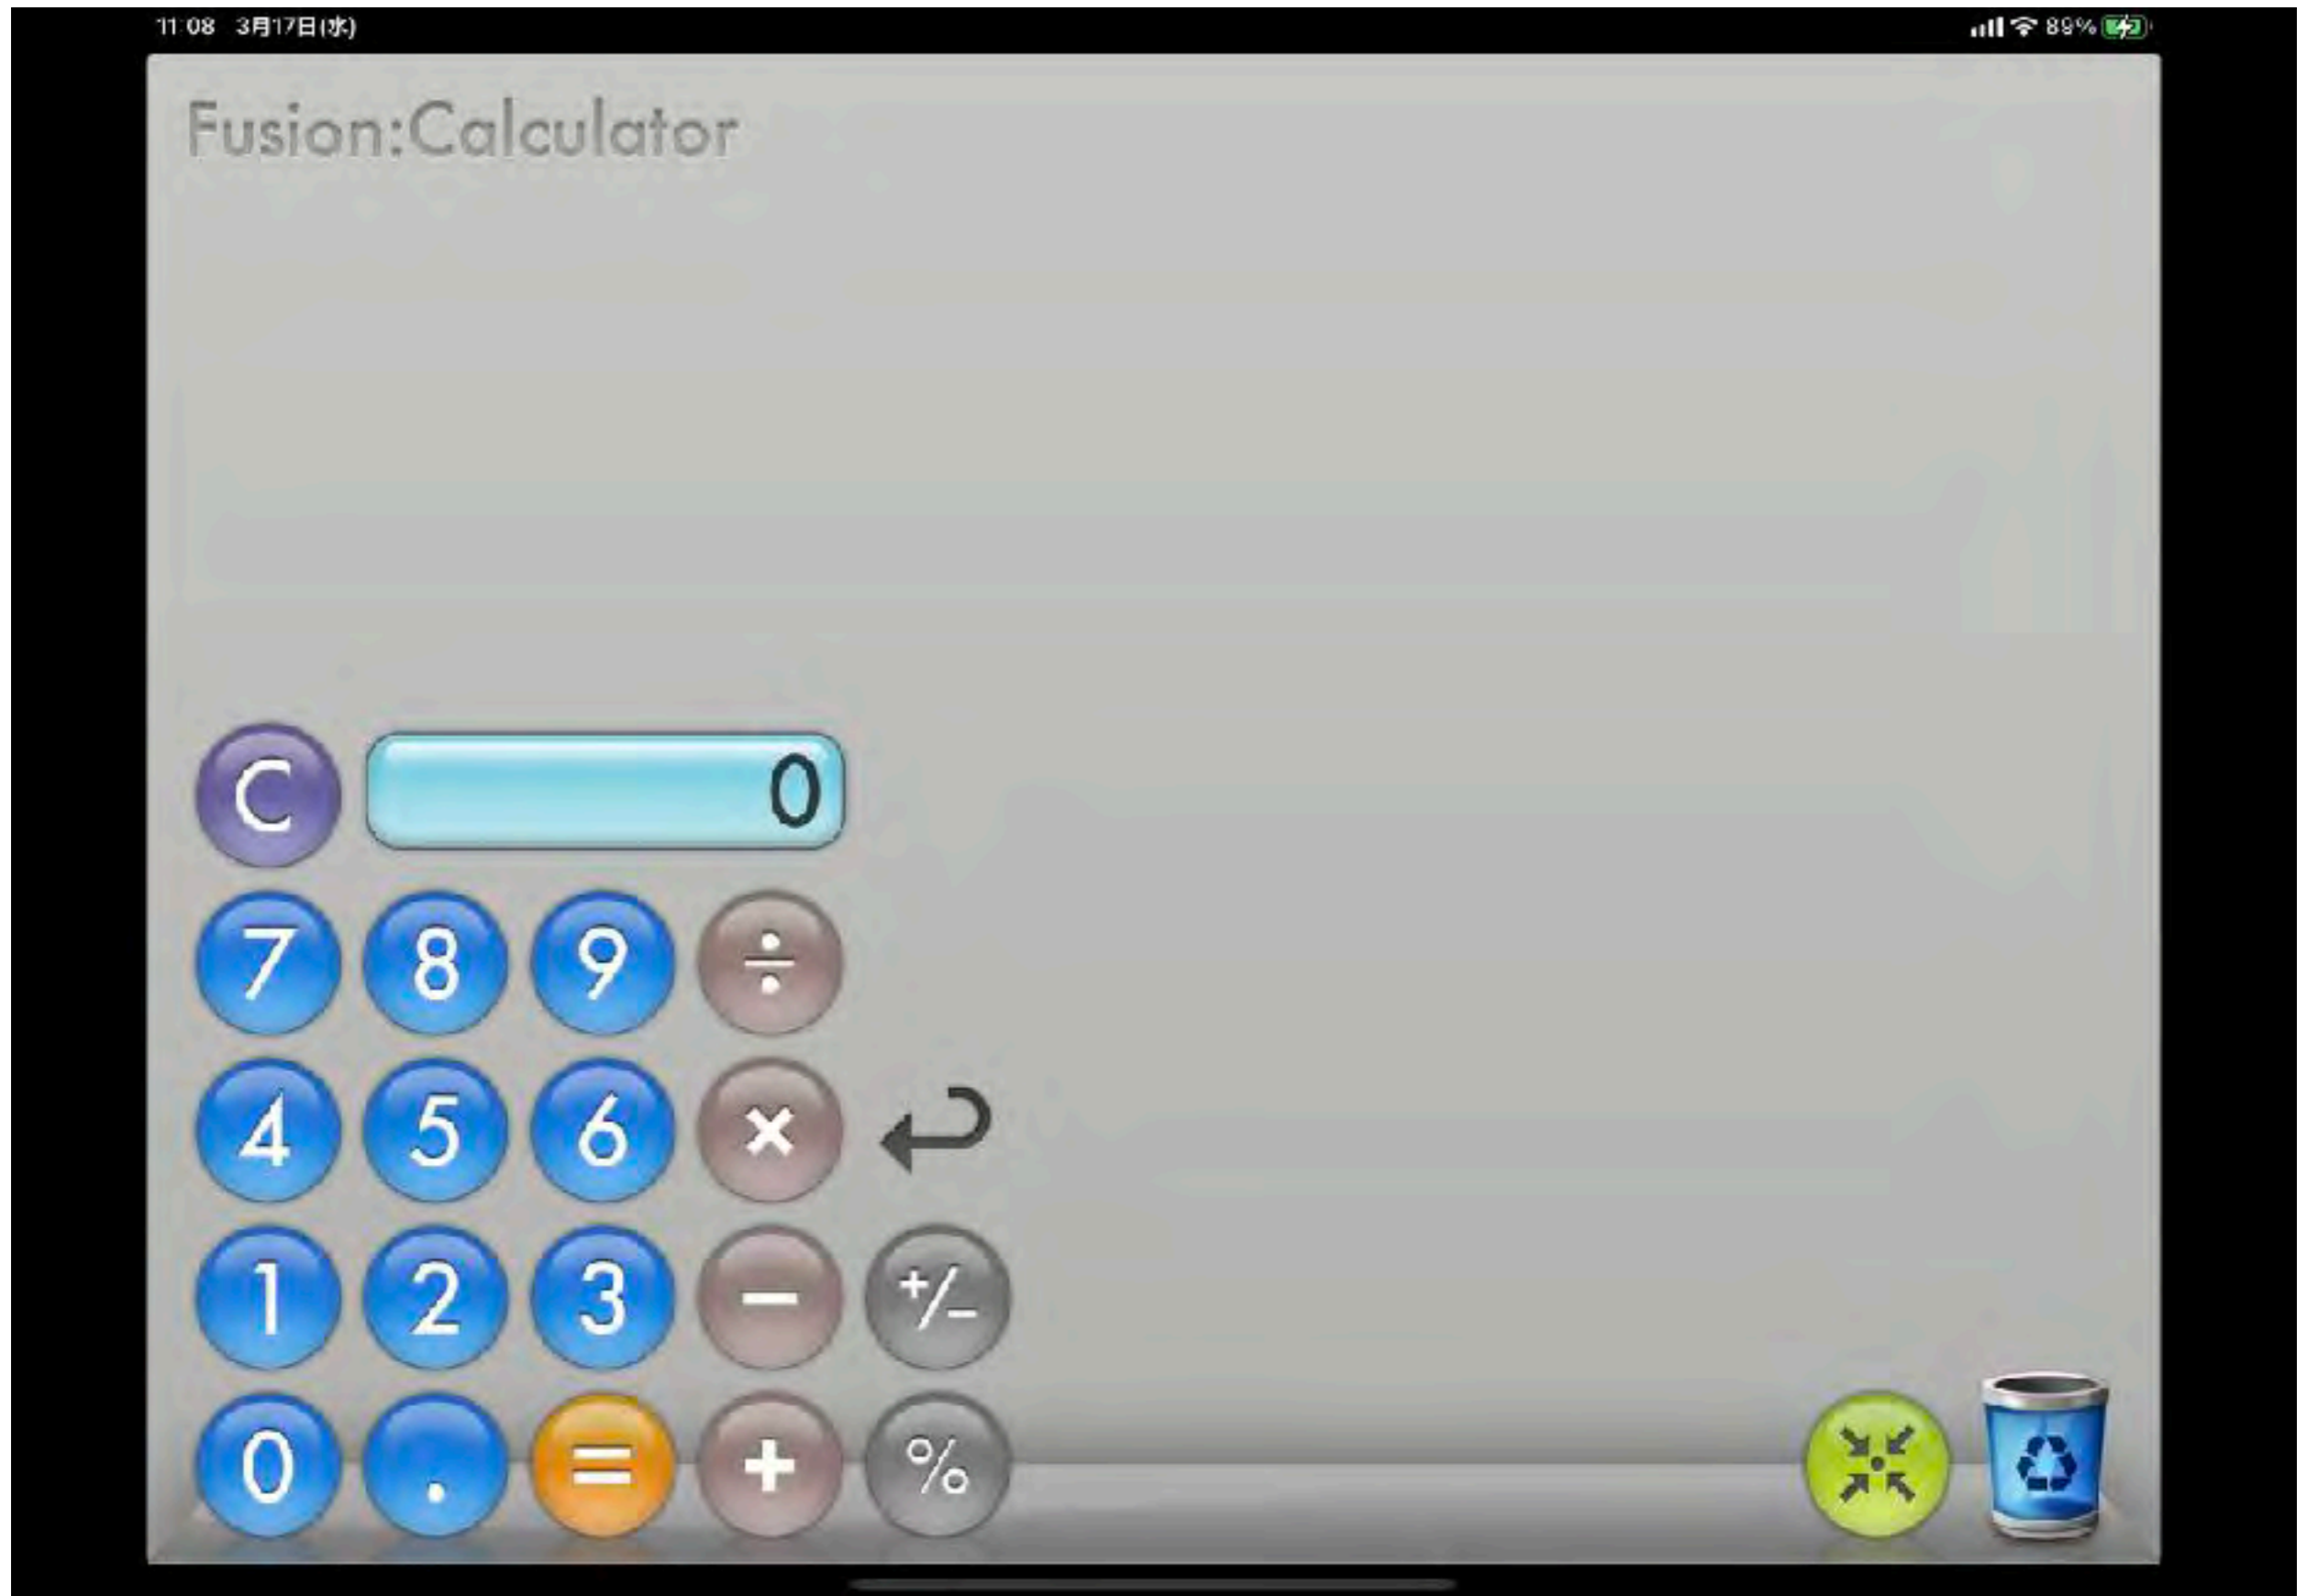 11:08 3月17日(水) 89%
Fusion:Calculator
C 0
7 8 9 ÷
4 5 6 ×
1 2 3 − +/−
0 . = + %